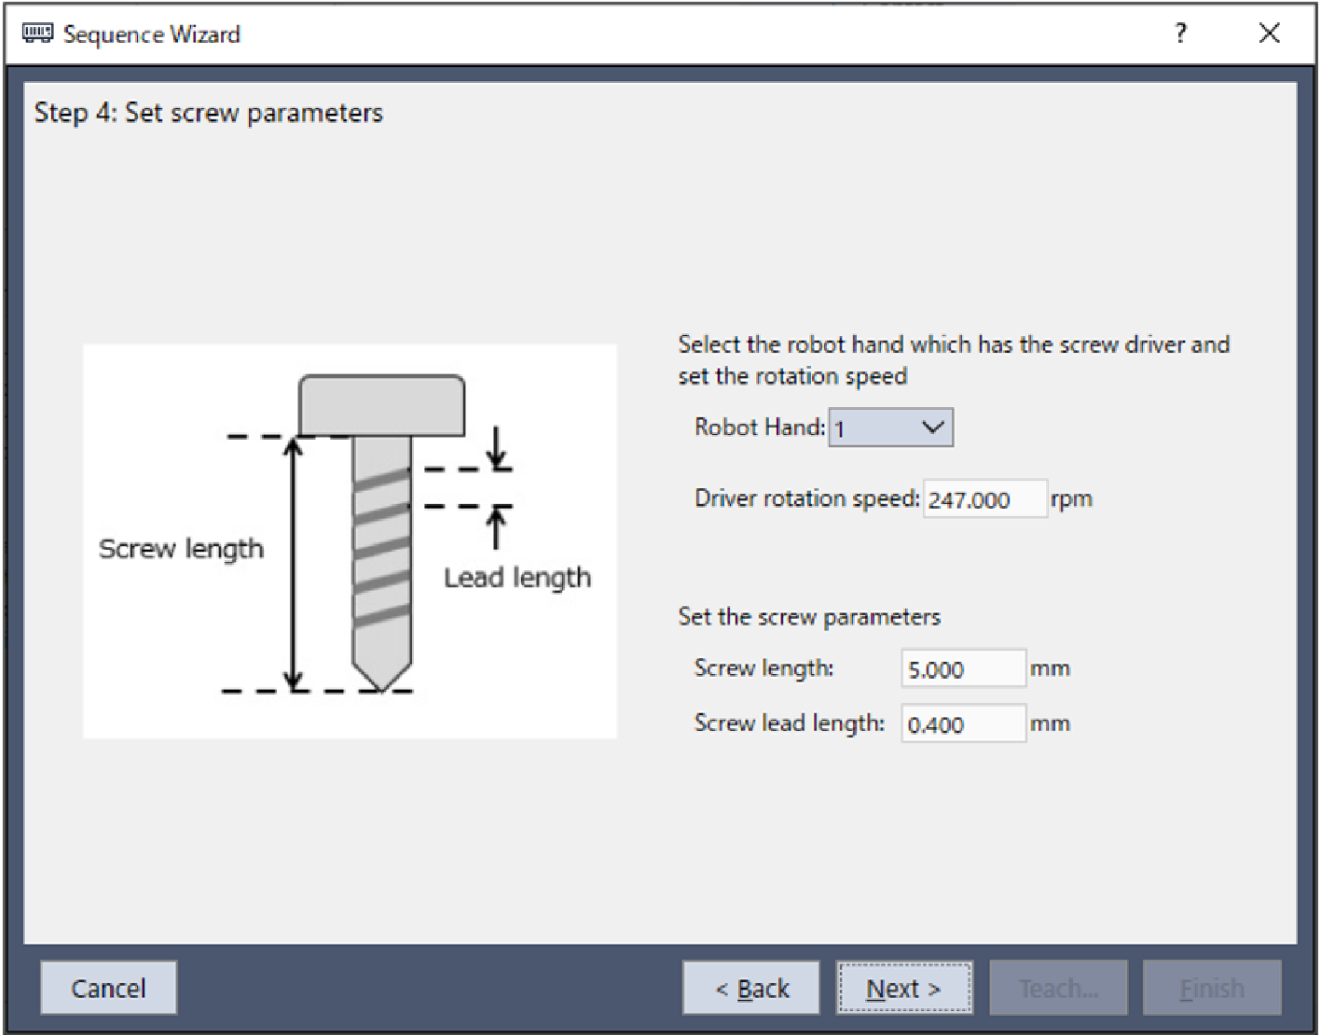 Sequence Wizard
?
Step 4: Set screw parameters
Select the robot hand which has the screw driver and
set the rotation speed
Robot Hand: 1
Driver rotation speed: 247.000 rpm
Screw length
Lead length
Set the screw parameters
Screw length: 5.000 mm
Screw lead length: 0.400 mm
Cancel
< Back
Next >
Teach...
Finish